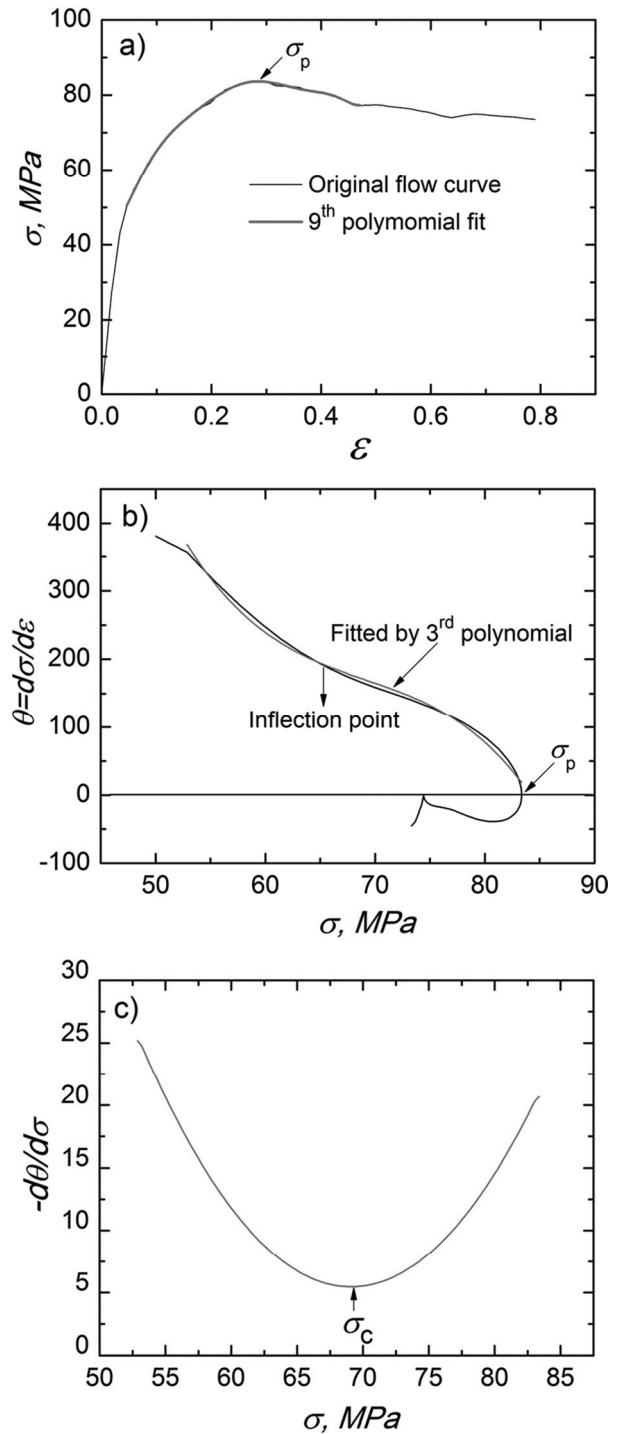 a)
σp
100
80
60
40
20
0
σ, MPa
Original flow curve
9th polymomial fit
0.0 0.2 0.4 0.6 0.8
ε
b)
400
300
200
100
0
-100
θ=dσ/dε
Fitted by 3rd polynomial
Inflection point
σp
50 60 70 80 90
σ, MPa
c)
30
25
20
15
10
5
0
-dθ/dσ
σc
50 55 60 65 70 75 80 85
σ, MPa